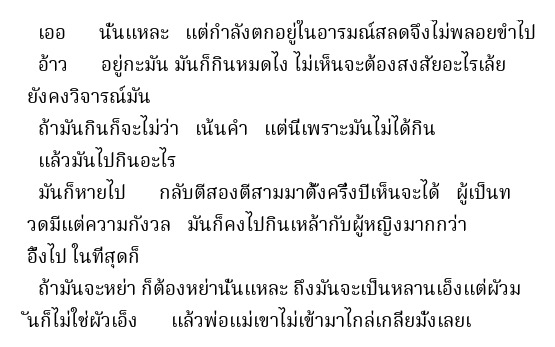 เออ นั่นแหละ แต่กำลังตกอยู่ในอารมณ์สลดจึงไม่พลอยขำไป
อ้าว อยู่กะมัน มันก็กินหมดไง ไม่เห็นจะต้องสงสัยอะไรเล้ย
ยังคงวิจารณ์มัน
ถ้ามันกินก็จะไม่ว่า เน้นคำ แต่นี่เพราะมันไม่ได้กิน
แล้วมันไปกินอะไร
มันก็หายไป กลับตีสองตีสามมาตั้งครึ่งปีเห็นจะได้ ผู้เป็นท
วดมีแต่ความกังวล มันก็คงไปกินเหล้ากับผู้หญิงมากกว่า
อึ้งไป ในที่สุดก็
ถ้ามันจะหย่า ก็ต้องหย่านั่นแหละ ถึงมันจะเป็นหลานเอ็งแต่ผัวม
ันก็ไม่ใช่ผัวเอ็ง แล้วพ่อแม่เขาไม่เข้ามาไกล่เกลี่ยมั่งเลยเ